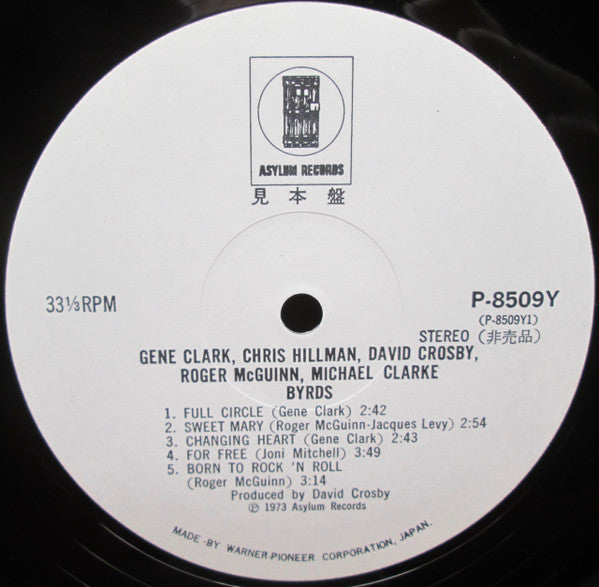 ASYLUM RECORDS
見本盤
33⅓RPM
P-8509Y
(P-8509Y1)
STEREO (非売品)
GENE CLARK, CHRIS HILLMAN, DAVID CROSBY,
ROGER McGUINN, MICHAEL CLARKE
BYRDS
1. FULL CIRCLE (Gene Clark) 2:42
2. SWEET MARY (Roger McGuinn-Jacques Levy) 2:54
3. CHANGING HEART (Gene Clark) 2:43
4. FOR FREE (Joni Mitchell) 3:49
5. BORN TO ROCK 'N ROLL
(Roger McGuinn) 3:14
Produced by David Crosby
℗ 1973 Asylum Records
MADE BY WARNER-PIONEER CORPORATION, JAPAN.